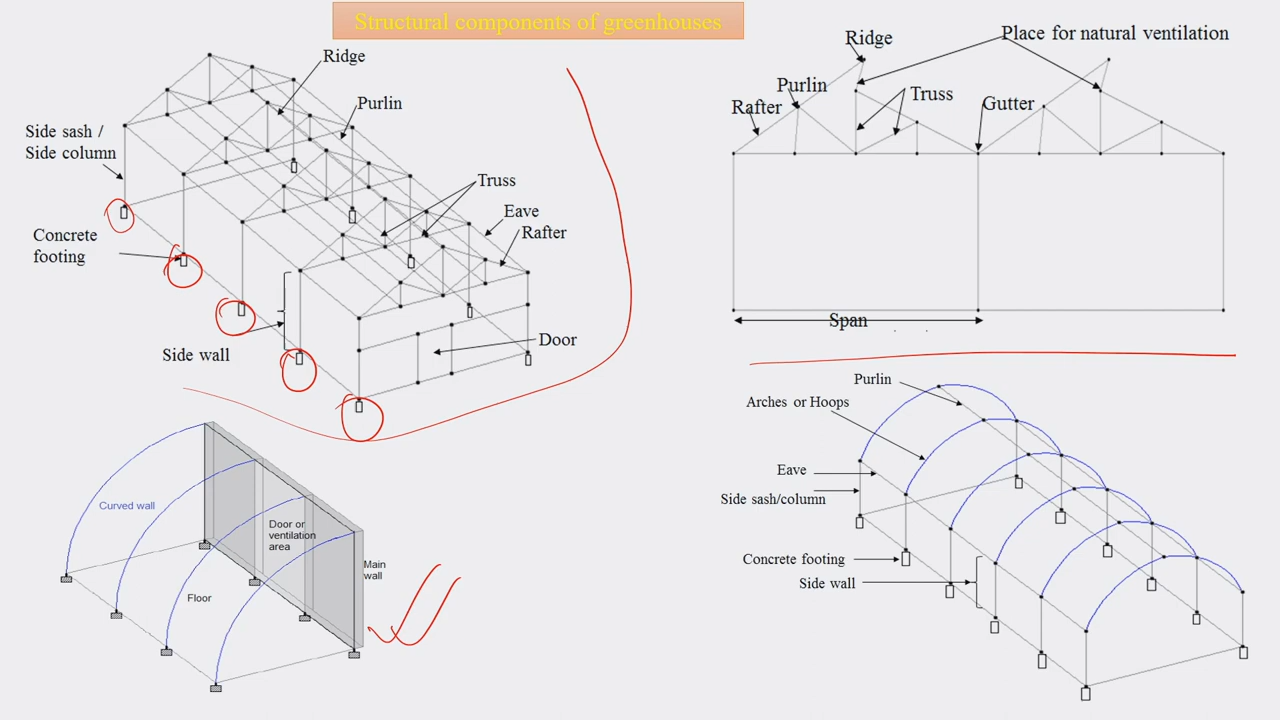 Structural components of greenhouses
Ridge
Purlin
Side sash /
Side column
Truss
Eave
Rafter
Concrete
footing
Side wall
Door
Ridge
Place for natural ventilation
Purlin
Rafter
Truss
Gutter
Span
Curved wall
Door or
ventilation
area
Main
wall
Floor
Purlin
Arches or Hoops
Eave
Side sash/column
Concrete footing
Side wall